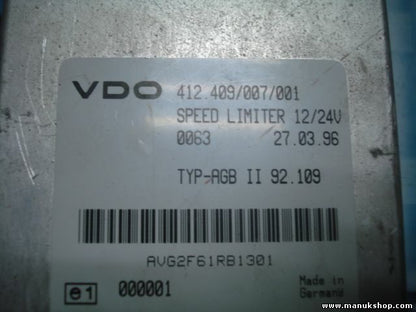 VDO 412.409/007/001
SPEED LIMITER 12/24V
0063 27.03.96
TYP-AGB II 92.109
AVG2F61RB1301
e1 000001 Made in
Germany
www.manukshop.com